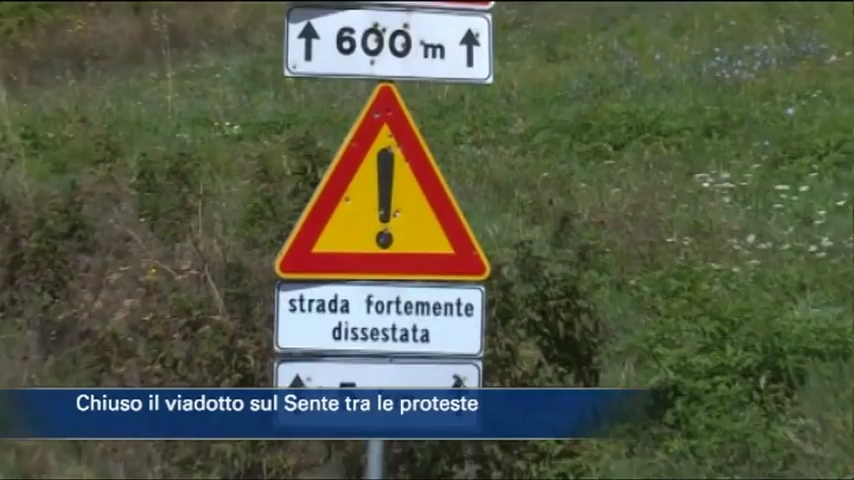 600 m
strada fortemente
dissestata
Chiuso il viadotto sul Sente tra le proteste